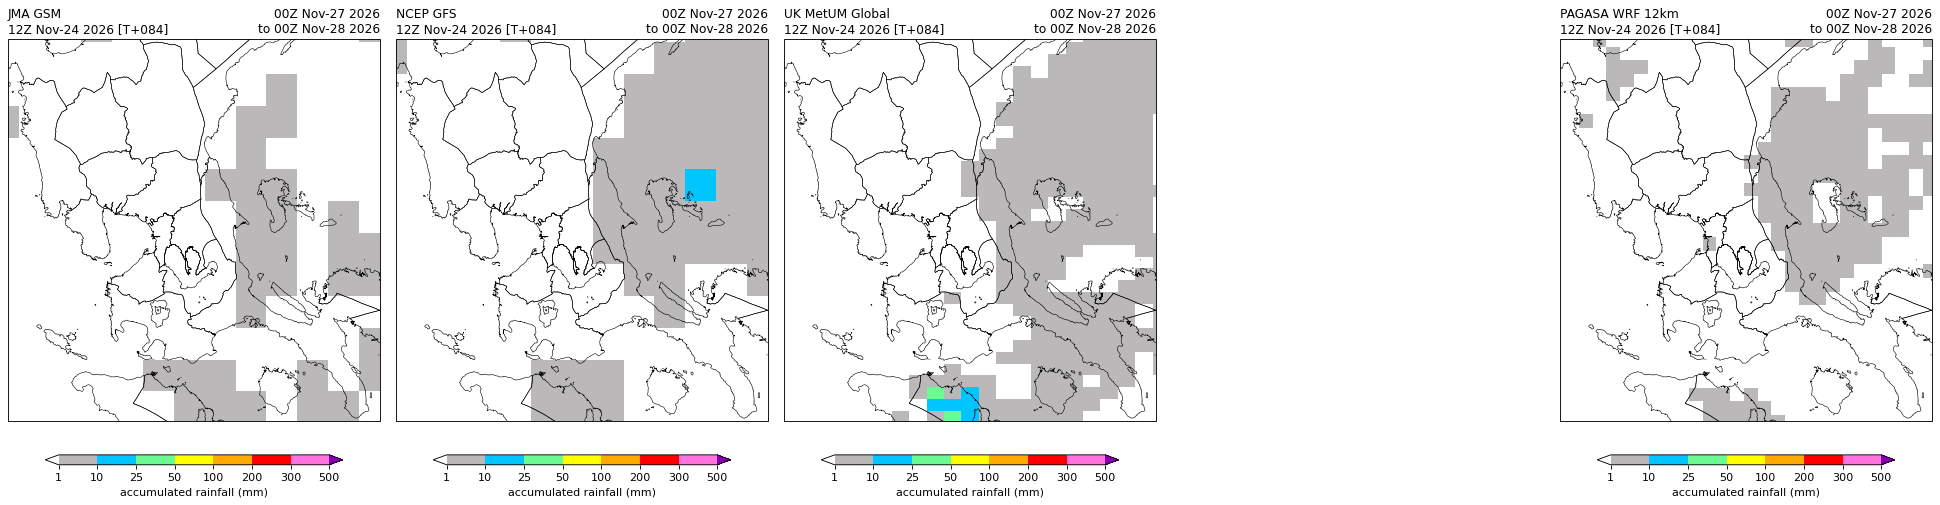 JMA GSM 00Z Nov-27 2026
12Z Nov-24 2026 [T+084] to 00Z Nov-28 2026
1 10 25 50 100 200 300 500
accumulated rainfall (mm)
NCEP GFS 00Z Nov-27 2026
12Z Nov-24 2026 [T+084] to 00Z Nov-28 2026
1 10 25 50 100 200 300 500
accumulated rainfall (mm)
UK MetUM Global 00Z Nov-27 2026
12Z Nov-24 2026 [T+084] to 00Z Nov-28 2026
1 10 25 50 100 200 300 500
accumulated rainfall (mm)
PAGASA WRF 12km 00Z Nov-27 2026
12Z Nov-24 2026 [T+084] to 00Z Nov-28 2026
1 10 25 50 100 200 300 500
accumulated rainfall (mm)